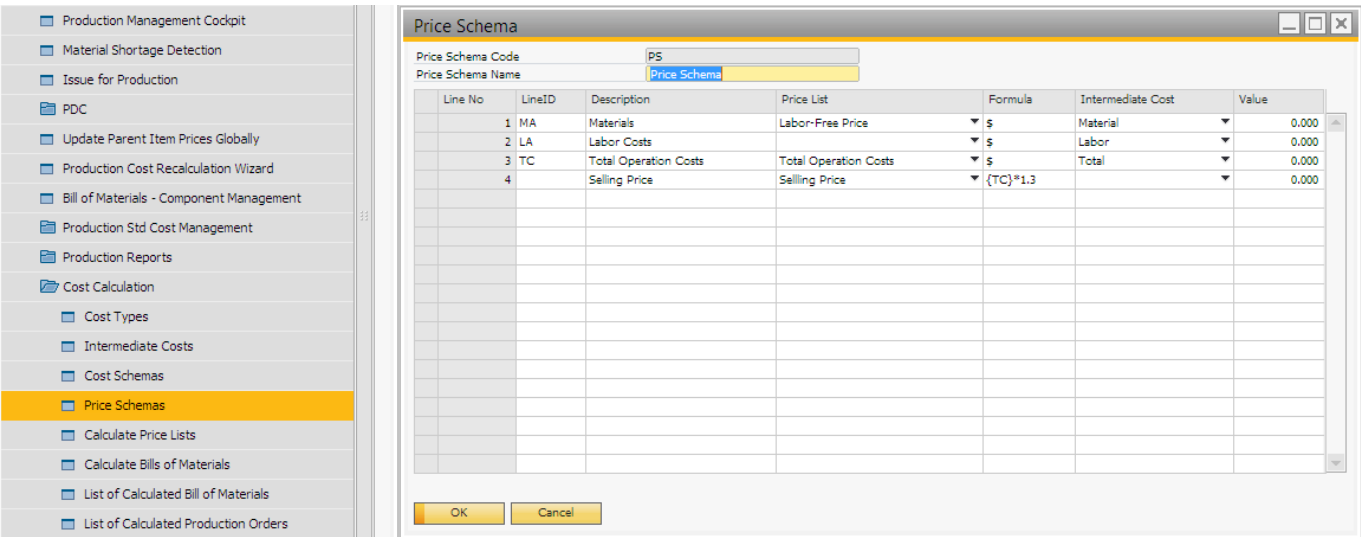 Production Management Cockpit
Material Shortage Detection
Issue for Production
PDC
Update Parent Item Prices Globally
Production Cost Recalculation Wizard
Bill of Materials - Component Management
Production Std Cost Management
Production Reports
Cost Calculation
Cost Types
Intermediate Costs
Cost Schemas
Price Schemas
Calculate Price Lists
Calculate Bills of Materials
List of Calculated Bill of Materials
List of Calculated Production Orders
Price Schema
Price Schema Code PS
Price Schema Name Price Schema
Line No LineID Description Price List Formula Intermediate Cost Value
1 MA Materials Labor-Free Price $ Material 0.000
2 LA Labor Costs $ Labor 0.000
3 TC Total Operation Costs Total Operation Costs $ Total 0.000
4 Selling Price Sellling Price {TC}*1.3 0.000
OK Cancel